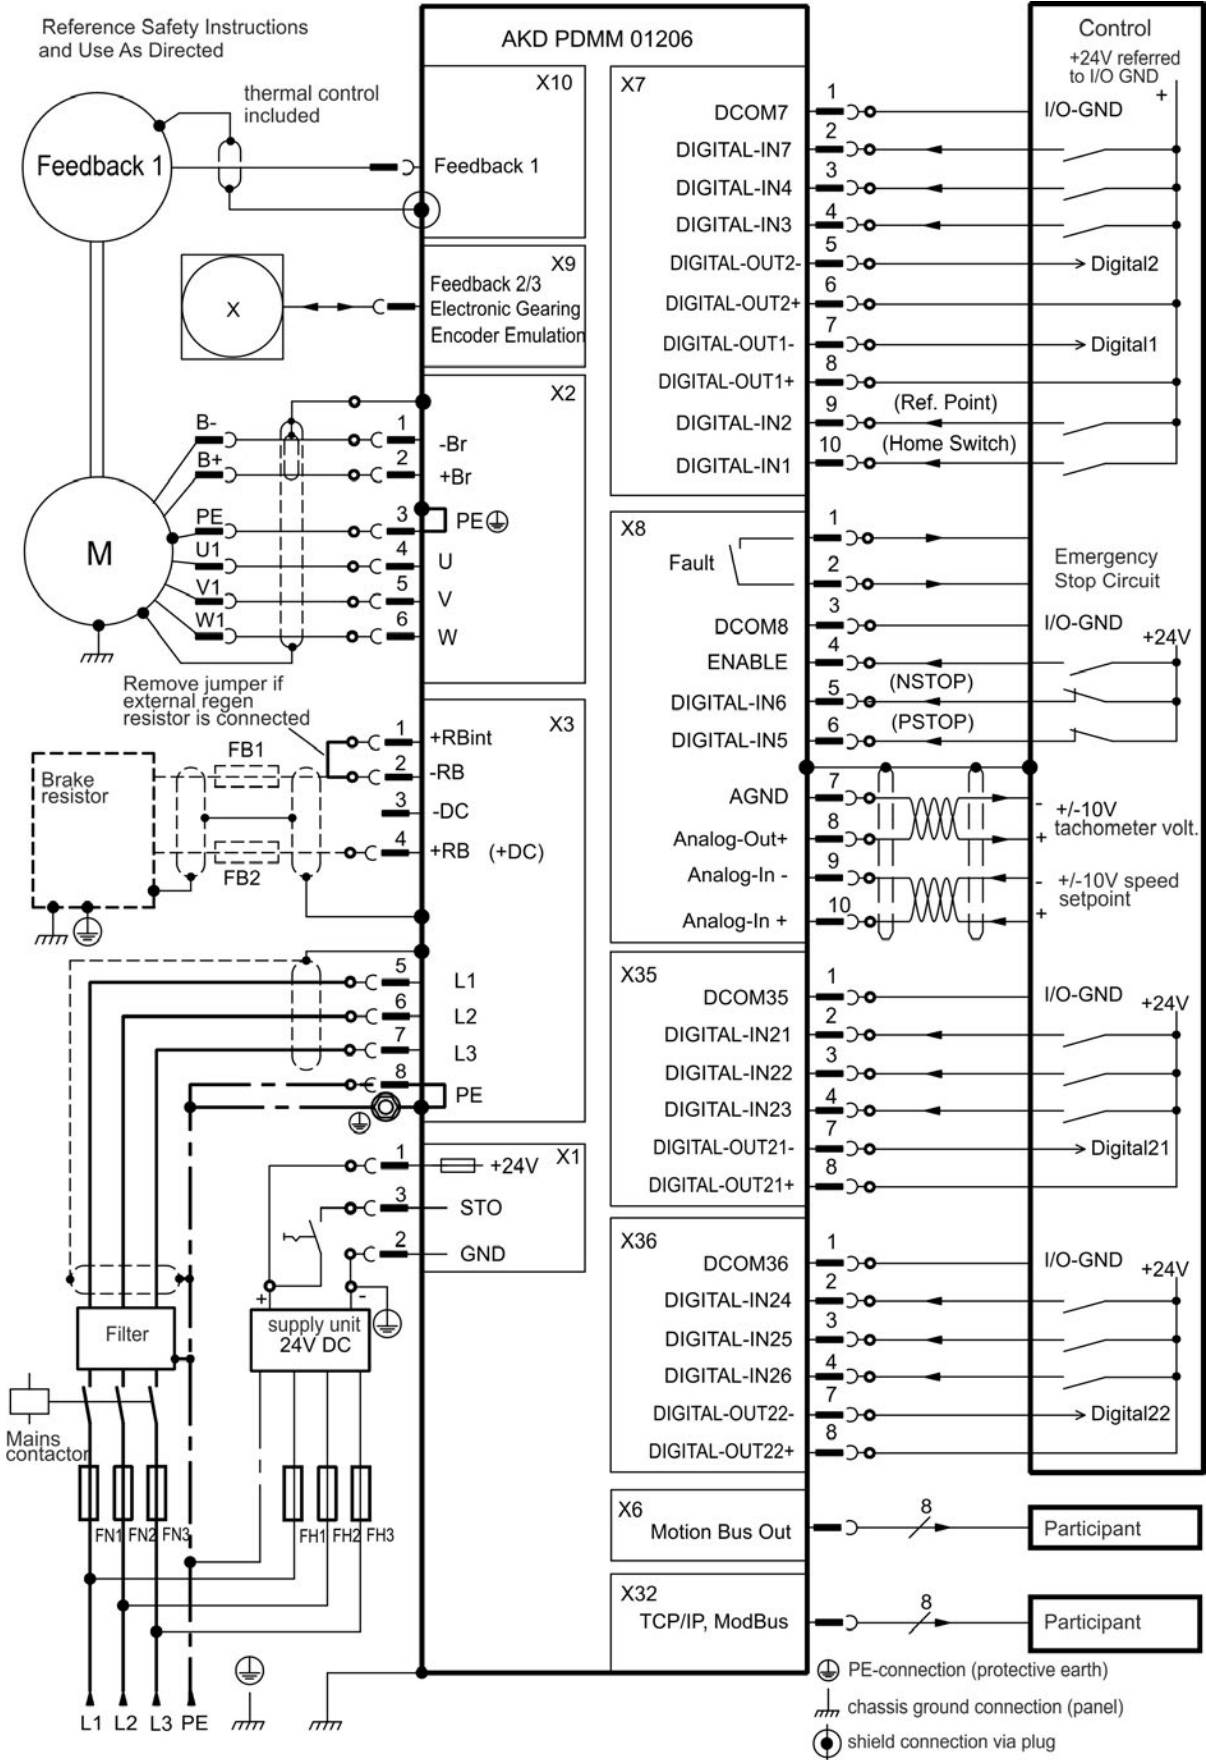 Reference Safety Instructions
and Use As Directed
AKD PDMM 01206
Control
+24V referred
to I/O GND
+
thermal control
included
Feedback 1
X10
Feedback 1
X9
Feedback 2/3
Electronic Gearing
Encoder Emulation
X
X2
B-
1
-Br
B+
2
+Br
PE
3
PE
U1
4
U
V1
5
V
W1
6
W
M
Remove jumper if
external regen
resistor is connected
X3
FB1
1
+RBint
2
-RB
Brake
resistor
3
-DC
4
+RB (+DC)
FB2
5
L1
6
L2
7
L3
8
PE
X1
1
+24V
3
STO
2
GND
+
-
supply unit
24V DC
Filter
Mains
contactor
FN1 FN2 FN3
FH1 FH2 FH3
L1 L2 L3 PE
X7
DCOM7
1
I/O-GND
DIGITAL-IN7
2
DIGITAL-IN4
3
DIGITAL-IN3
4
DIGITAL-OUT2-
5
Digital2
DIGITAL-OUT2+
6
DIGITAL-OUT1-
7
Digital1
DIGITAL-OUT1+
8
DIGITAL-IN2
9
(Ref. Point)
DIGITAL-IN1
10
(Home Switch)
X8
Fault
1
2
Emergency
Stop Circuit
DCOM8
3
I/O-GND
+24V
ENABLE
4
DIGITAL-IN6
5
(NSTOP)
DIGITAL-IN5
6
(PSTOP)
AGND
7
-
Analog-Out+
8
+
+/-10V
tachometer volt.
Analog-In -
9
-
Analog-In +
10
+
+/-10V speed
setpoint
X35
DCOM35
1
I/O-GND
+24V
DIGITAL-IN21
2
DIGITAL-IN22
3
DIGITAL-IN23
4
DIGITAL-OUT21-
7
Digital21
DIGITAL-OUT21+
8
X36
DCOM36
1
I/O-GND
+24V
DIGITAL-IN24
2
DIGITAL-IN25
3
DIGITAL-IN26
4
DIGITAL-OUT22-
7
Digital22
DIGITAL-OUT22+
8
X6
Motion Bus Out
8
Participant
X32
TCP/IP, ModBus
8
Participant
PE-connection (protective earth)
chassis ground connection (panel)
shield connection via plug